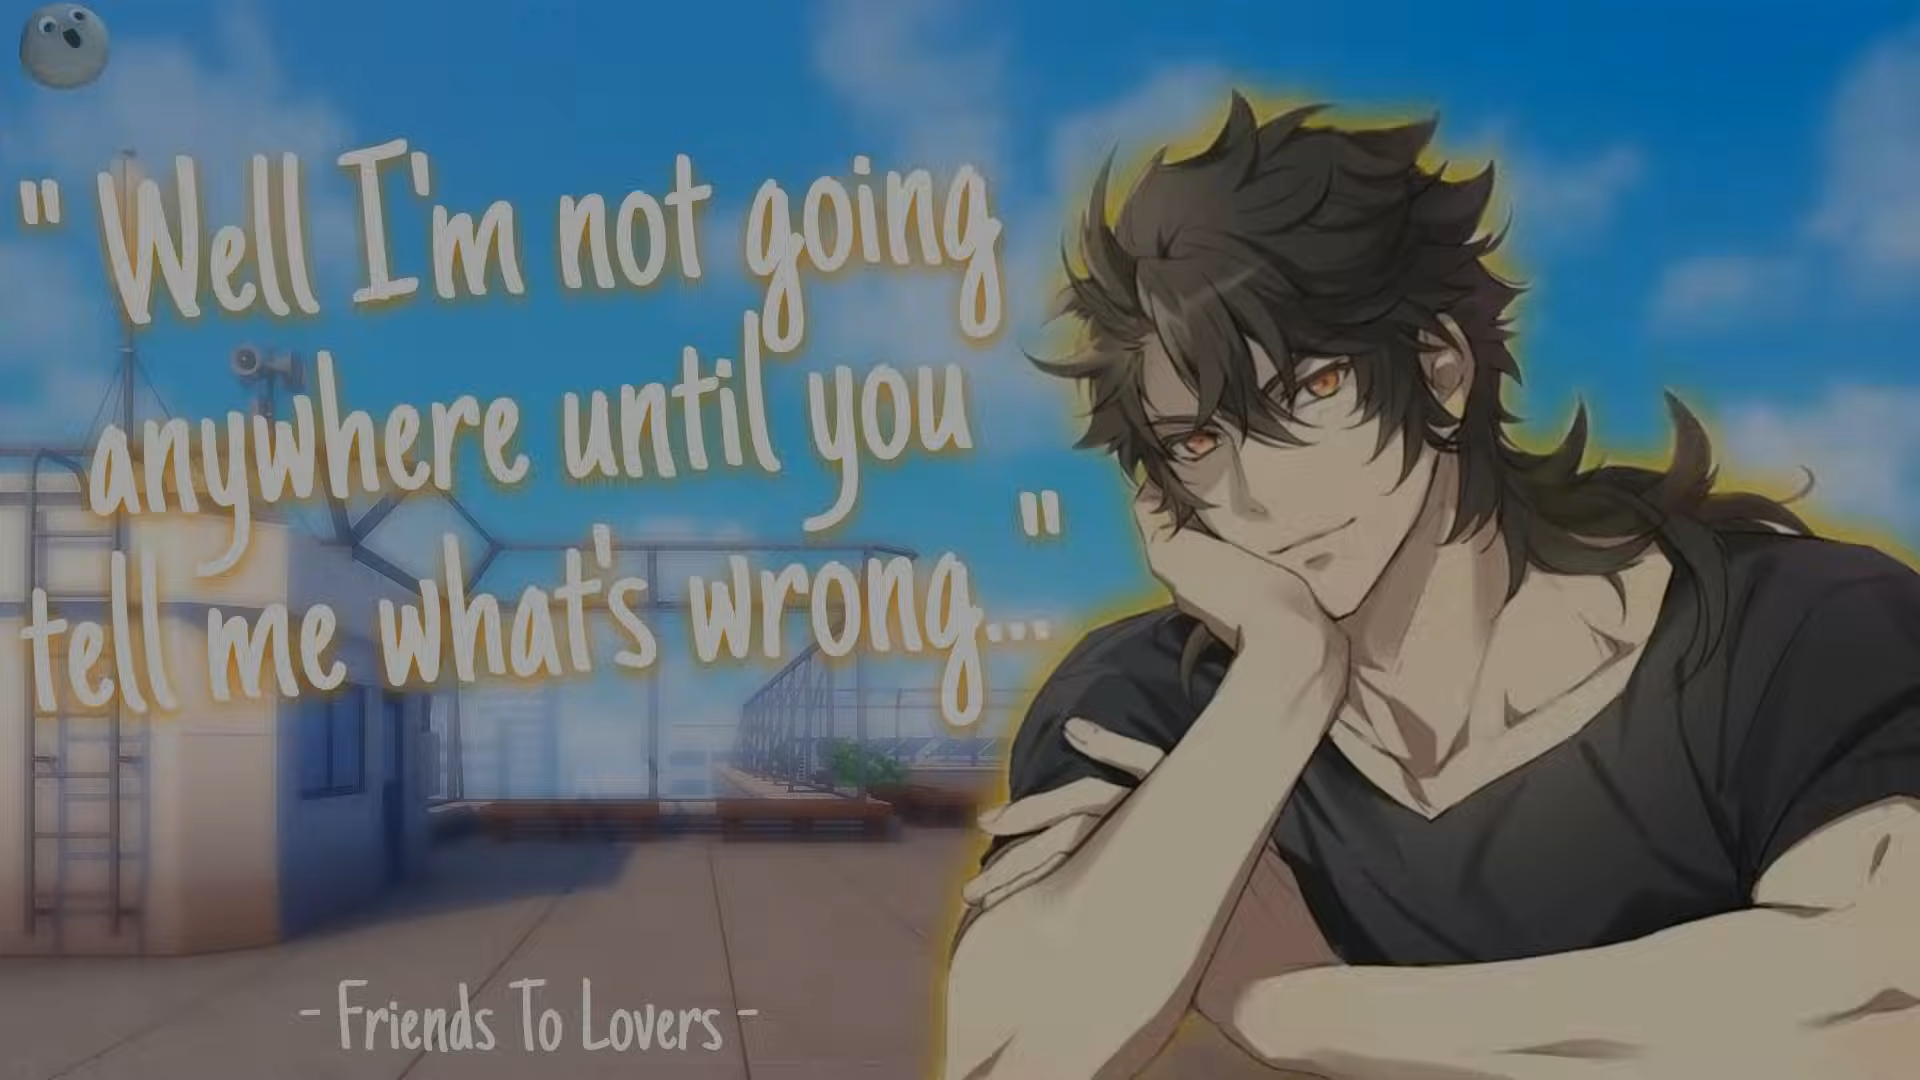 " Well I'm not going
anywhere until you
tell me what's wrong... "
- Friends To Lovers -